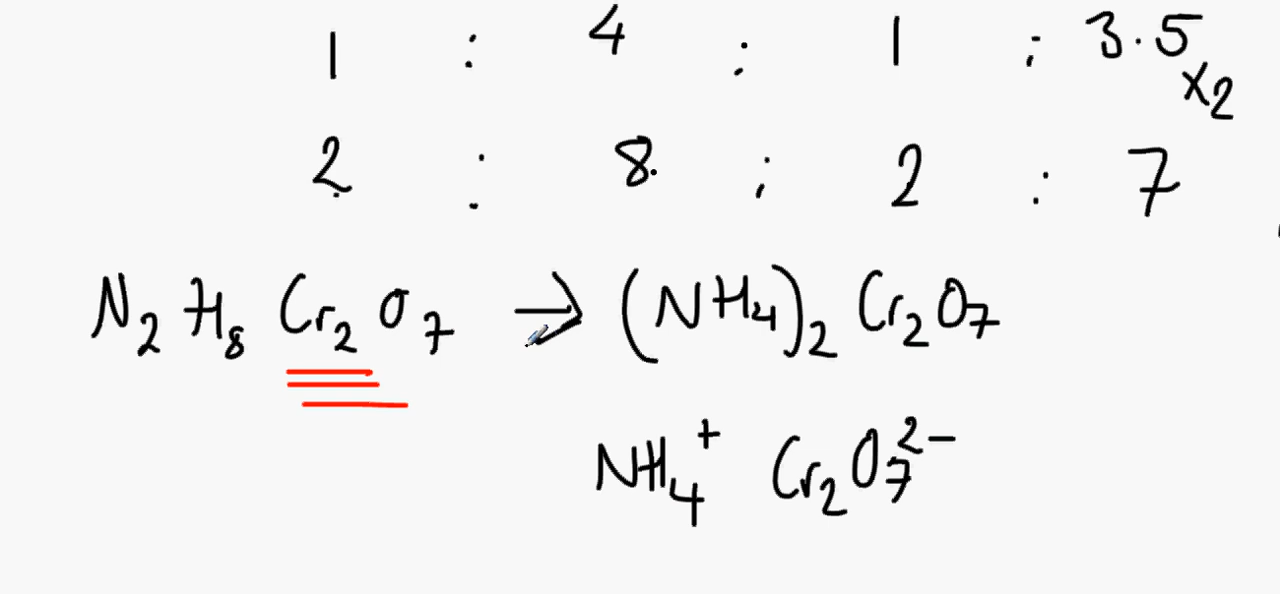 1 : 4 : 1 : 3.5
x2
2 : 8 : 2 : 7
N₂H₈Cr₂O₇ → (NH₄)₂Cr₂O₇
NH₄⁺ Cr₂O₇²⁻